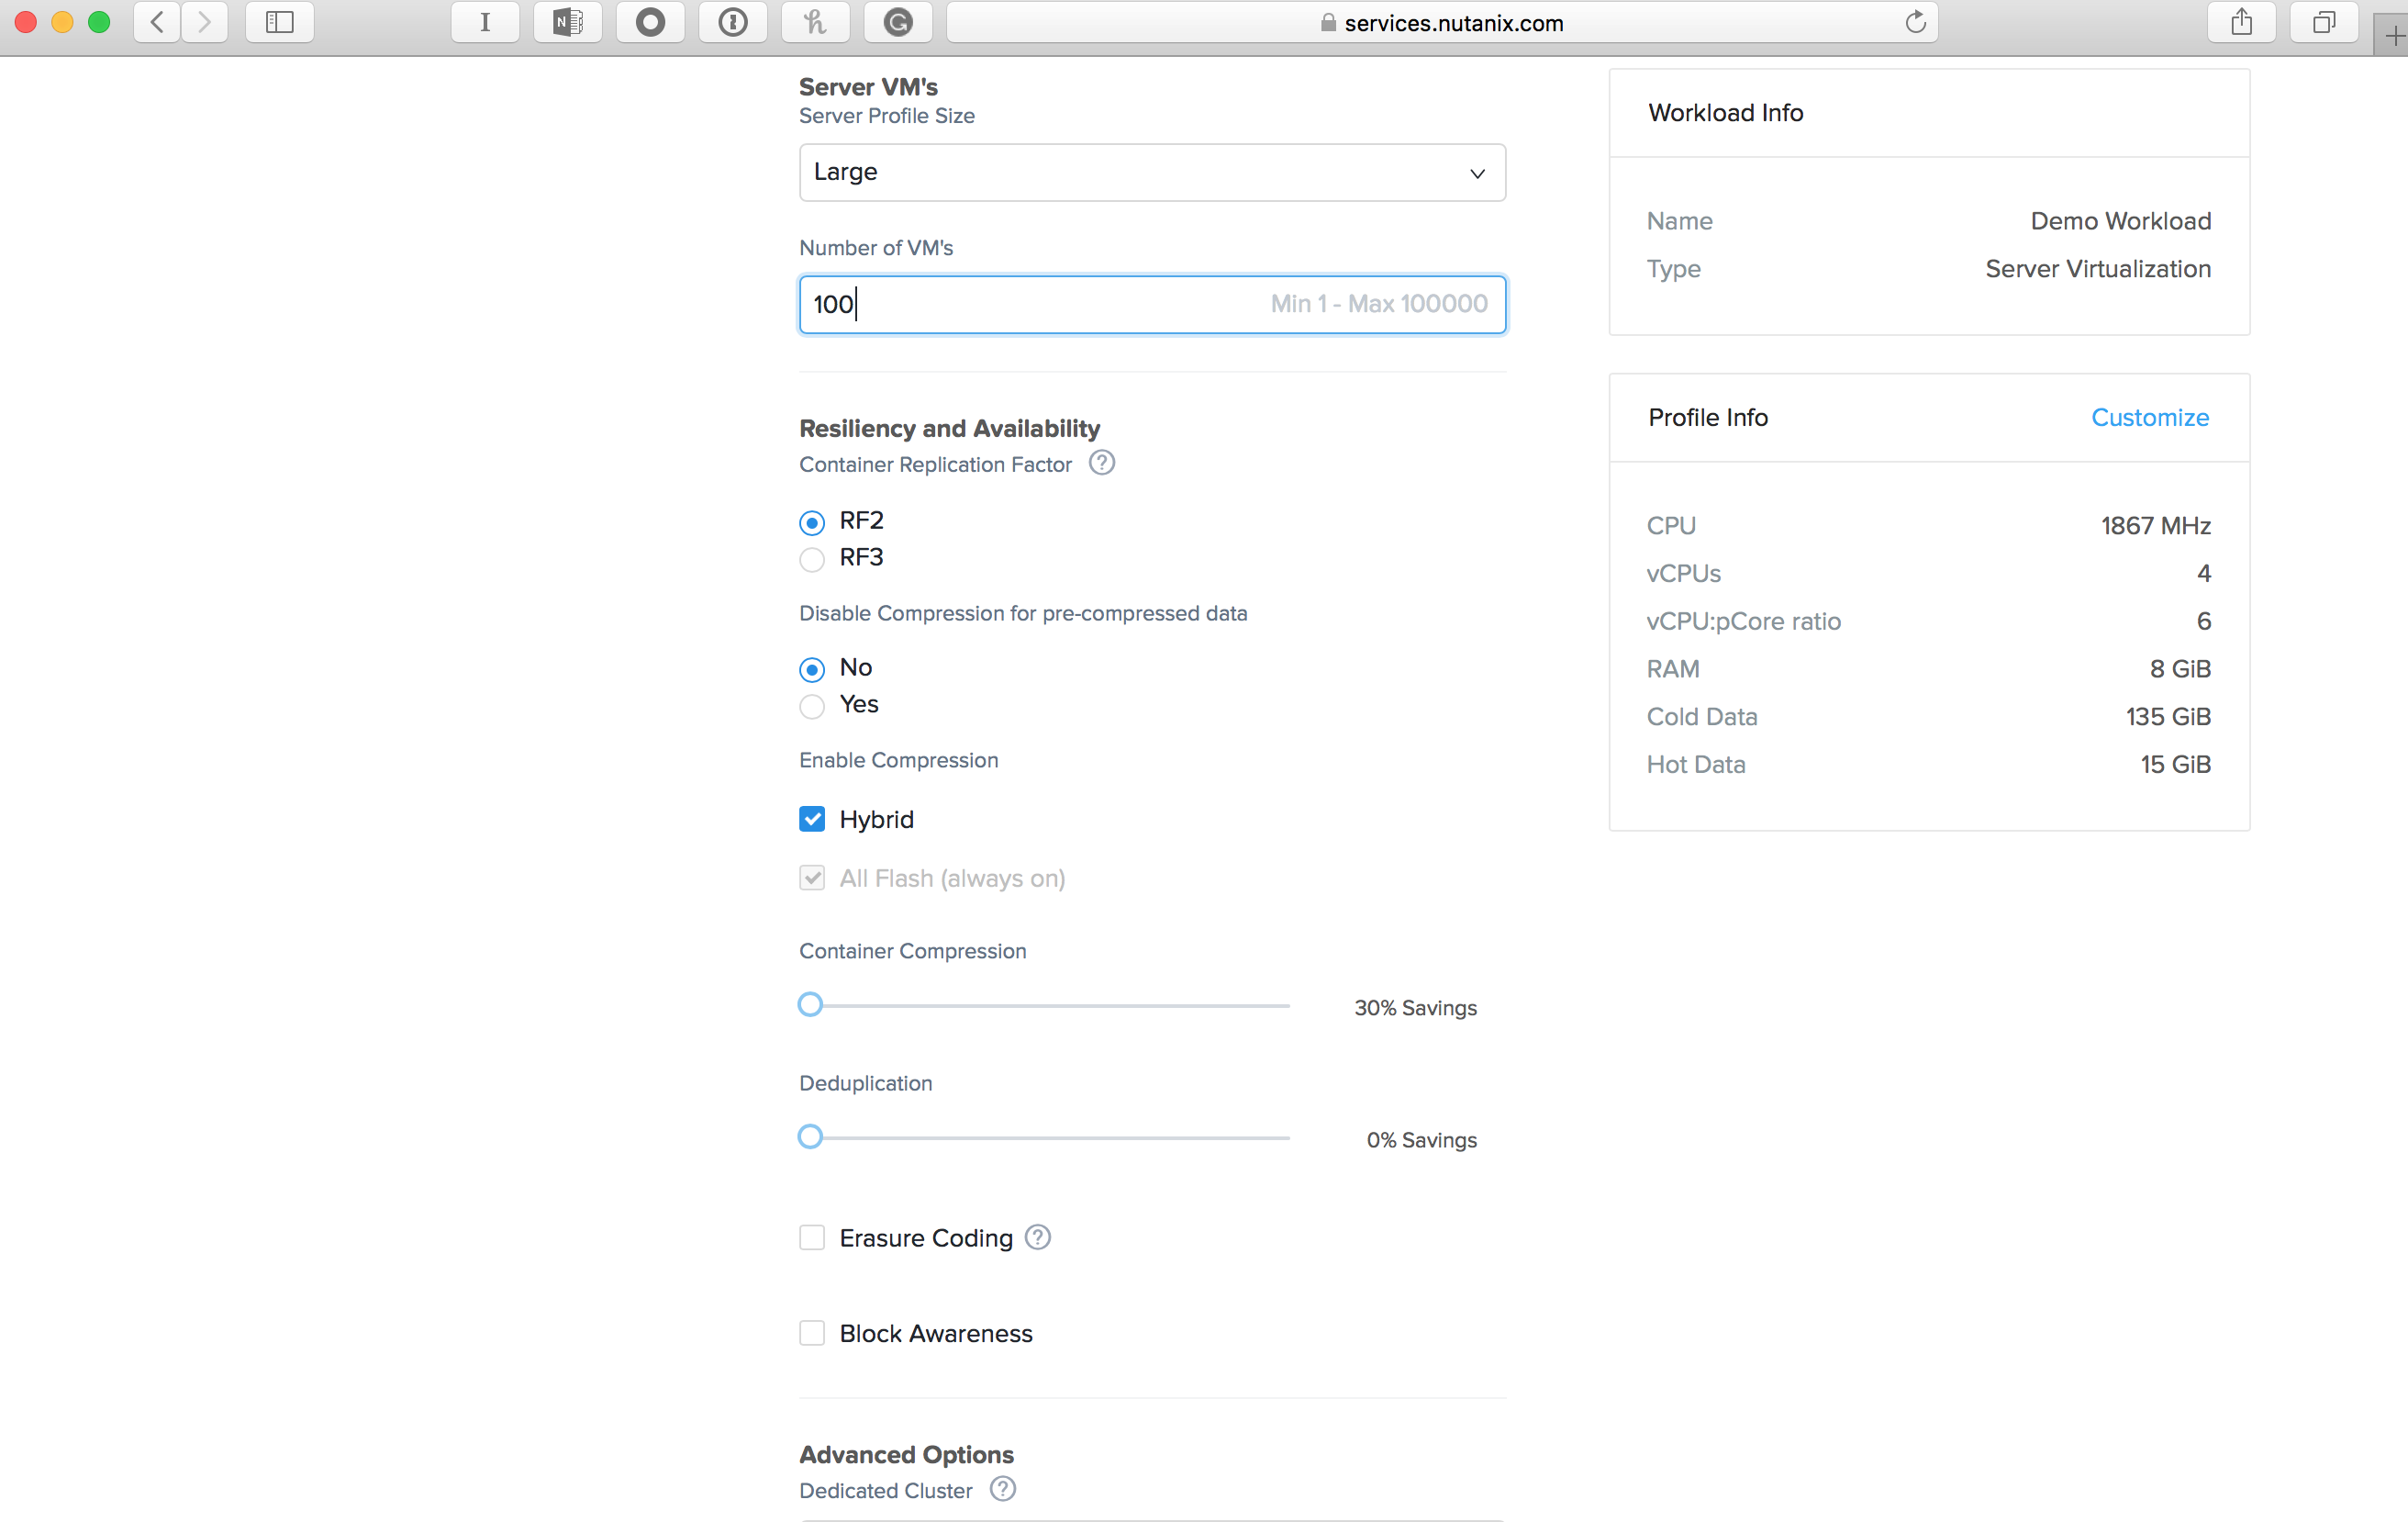 services.nutanix.com
Server VM's
Server Profile Size
Large
Number of VM's
100 Min 1 - Max 100000
Resiliency and Availability
Container Replication Factor ?
RF2
RF3
Disable Compression for pre-compressed data
No
Yes
Enable Compression
Hybrid
All Flash (always on)
Container Compression
30% Savings
Deduplication
0% Savings
Erasure Coding ?
Block Awareness
Advanced Options
Dedicated Cluster ?
Workload Info
Name Demo Workload
Type Server Virtualization
Profile Info Customize
CPU 1867 MHz
vCPUs 4
vCPU:pCore ratio 6
RAM 8 GiB
Cold Data 135 GiB
Hot Data 15 GiB